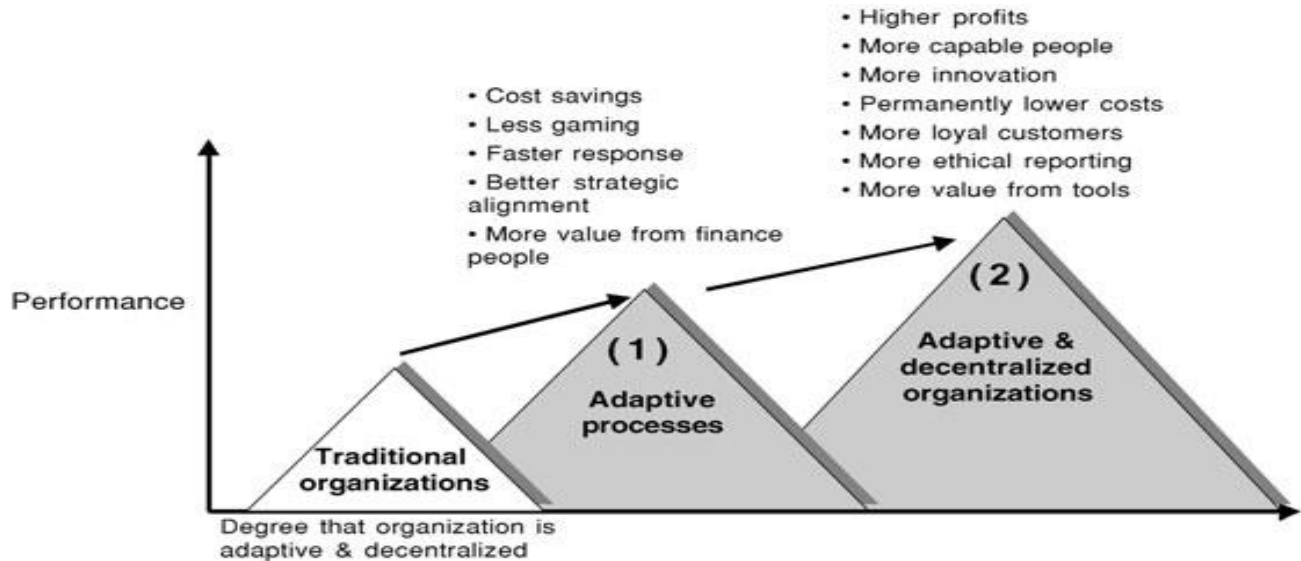 • Higher profits
• More capable people
• More innovation
• Permanently lower costs
• More loyal customers
• More ethical reporting
• More value from tools
• Cost savings
• Less gaming
• Faster response
• Better strategic
alignment
• More value from finance
people
Performance
(2)
Adaptive &
decentralized
organizations
(1)
Adaptive
processes
Traditional
organizations
Degree that organization is
adaptive & decentralized